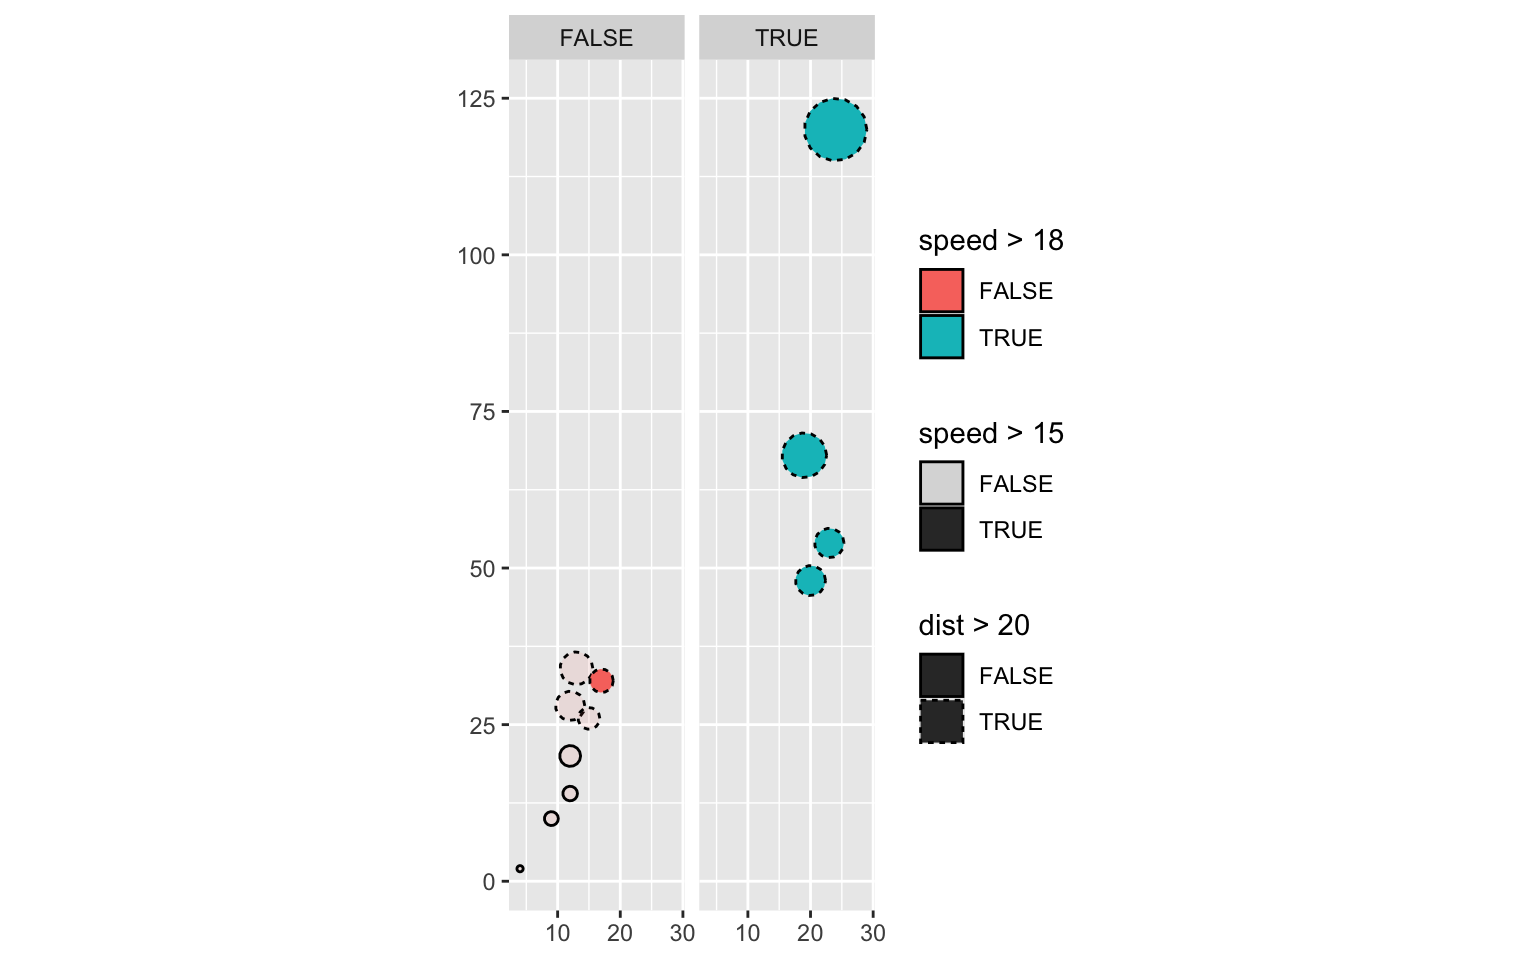 FALSE TRUE
125
100
75
50
25
0
10 20 30 10 20 30
speed > 18
FALSE
TRUE
speed > 15
FALSE
TRUE
dist > 20
FALSE
TRUE